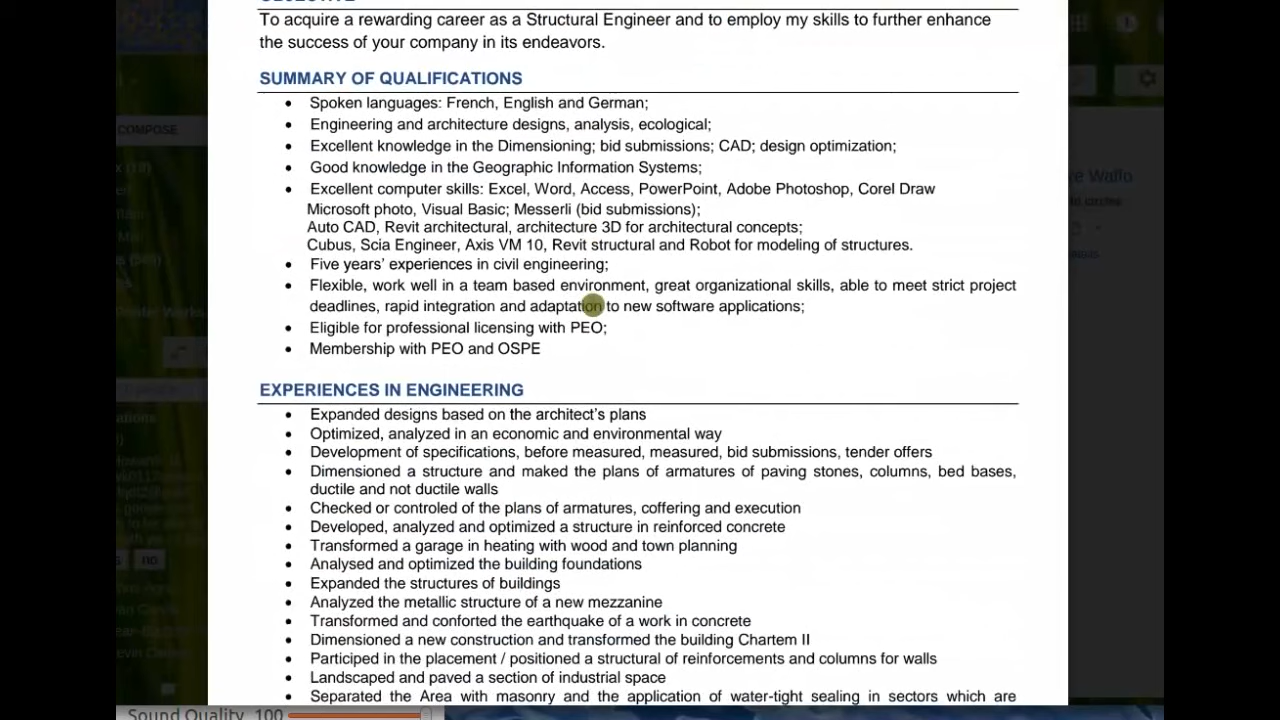 To acquire a rewarding career as a Structural Engineer and to employ my skills to further enhance
the success of your company in its endeavors.
SUMMARY OF QUALIFICATIONS
• Spoken languages: French, English and German;
• Engineering and architecture designs, analysis, ecological;
• Excellent knowledge in the Dimensioning; bid submissions; CAD; design optimization;
• Good knowledge in the Geographic Information Systems;
• Excellent computer skills: Excel, Word, Access, PowerPoint, Adobe Photoshop, Corel Draw
Microsoft photo, Visual Basic; Messerli (bid submissions);
Auto CAD, Revit architectural, architecture 3D for architectural concepts;
Cubus, Scia Engineer, Axis VM 10, Revit structural and Robot for modeling of structures.
• Five years’ experiences in civil engineering;
• Flexible, work well in a team based environment, great organizational skills, able to meet strict project
deadlines, rapid integration and adaptation to new software applications;
• Eligible for professional licensing with PEO;
• Membership with PEO and OSPE
EXPERIENCES IN ENGINEERING
• Expanded designs based on the architect’s plans
• Optimized, analyzed in an economic and environmental way
• Development of specifications, before measured, measured, bid submissions, tender offers
• Dimensioned a structure and maked the plans of armatures of paving stones, columns, bed bases,
ductile and not ductile walls
• Checked or controled of the plans of armatures, coffering and execution
• Developed, analyzed and optimized a structure in reinforced concrete
• Transformed a garage in heating with wood and town planning
• Analysed and optimized the building foundations
• Expanded the structures of buildings
• Analyzed the metallic structure of a new mezzanine
• Transformed and conforted the earthquake of a work in concrete
• Dimensioned a new construction and transformed the building Chartem II
• Participed in the placement / positioned a structural of reinforcements and columns for walls
• Landscaped and paved a section of industrial space
• Separated the Area with masonry and the application of water-tight sealing in sectors which are
COMPOSE
Sound Quality 100